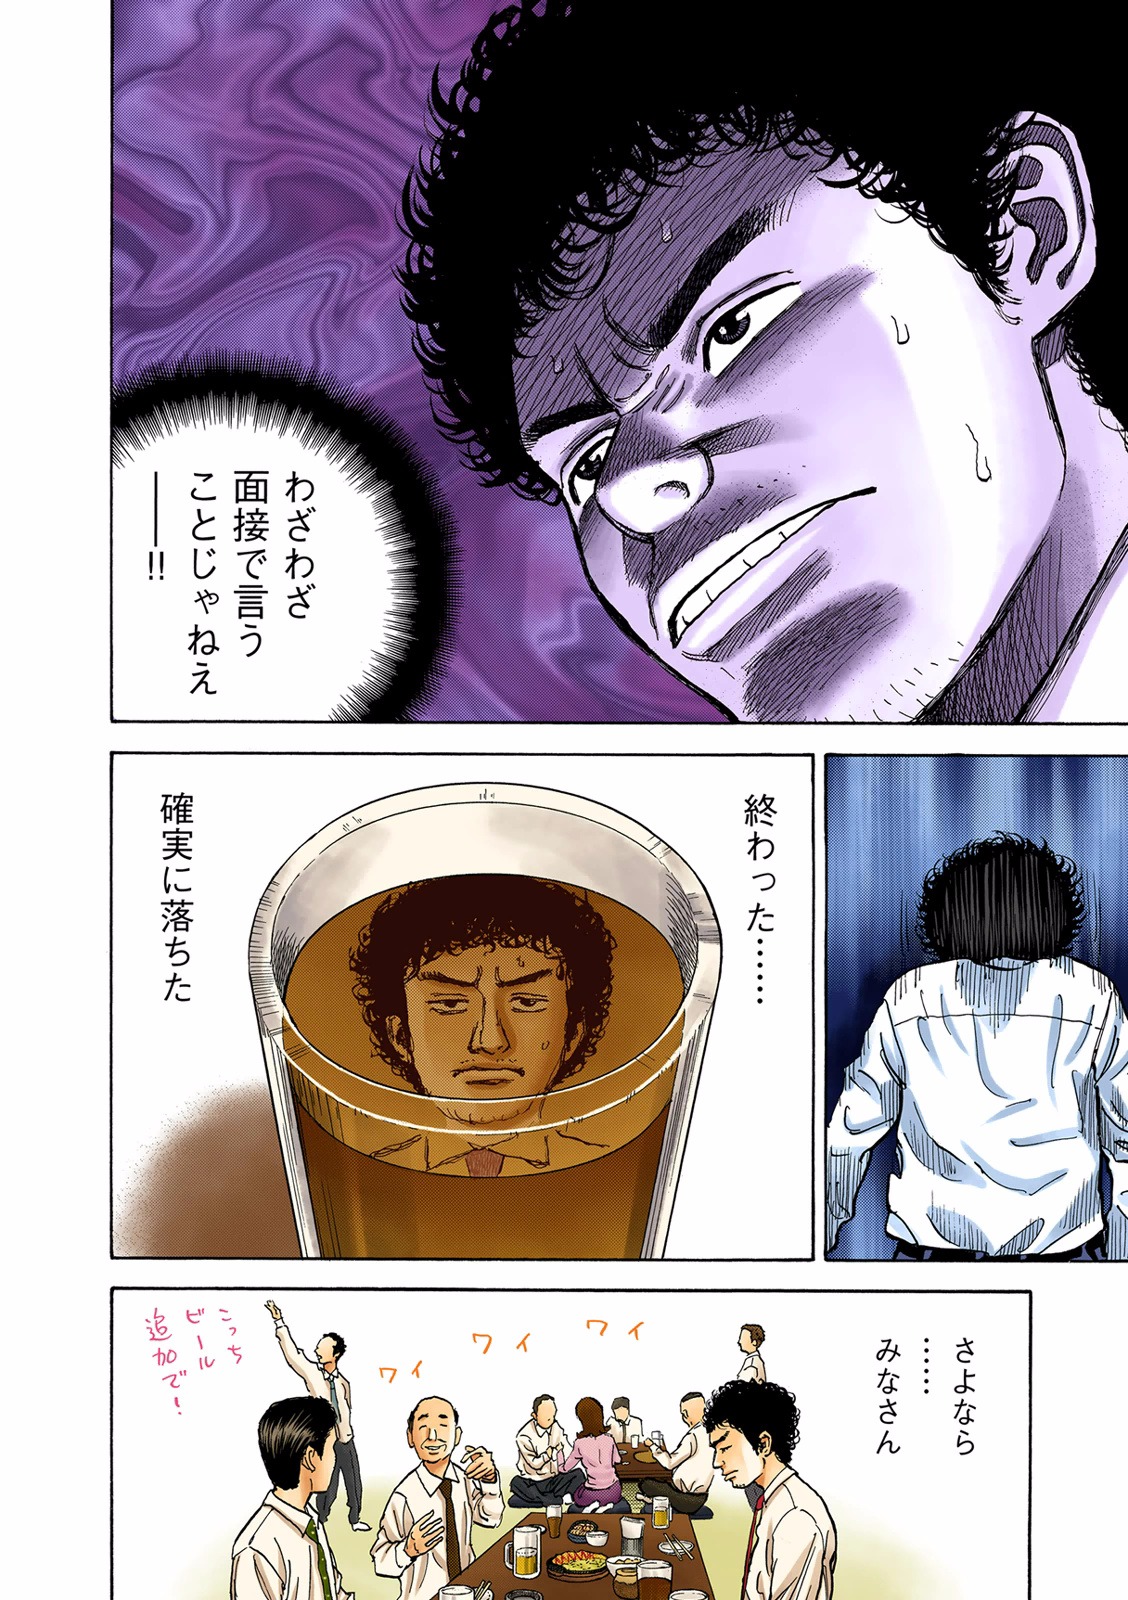 わざわざ
面接で言う
ことじゃねえ
――!!
終わった……
確実に落ちた
さよなら
……
みなさん
ワイ
ワイ
ワイ
こっち
ビール
追加で!